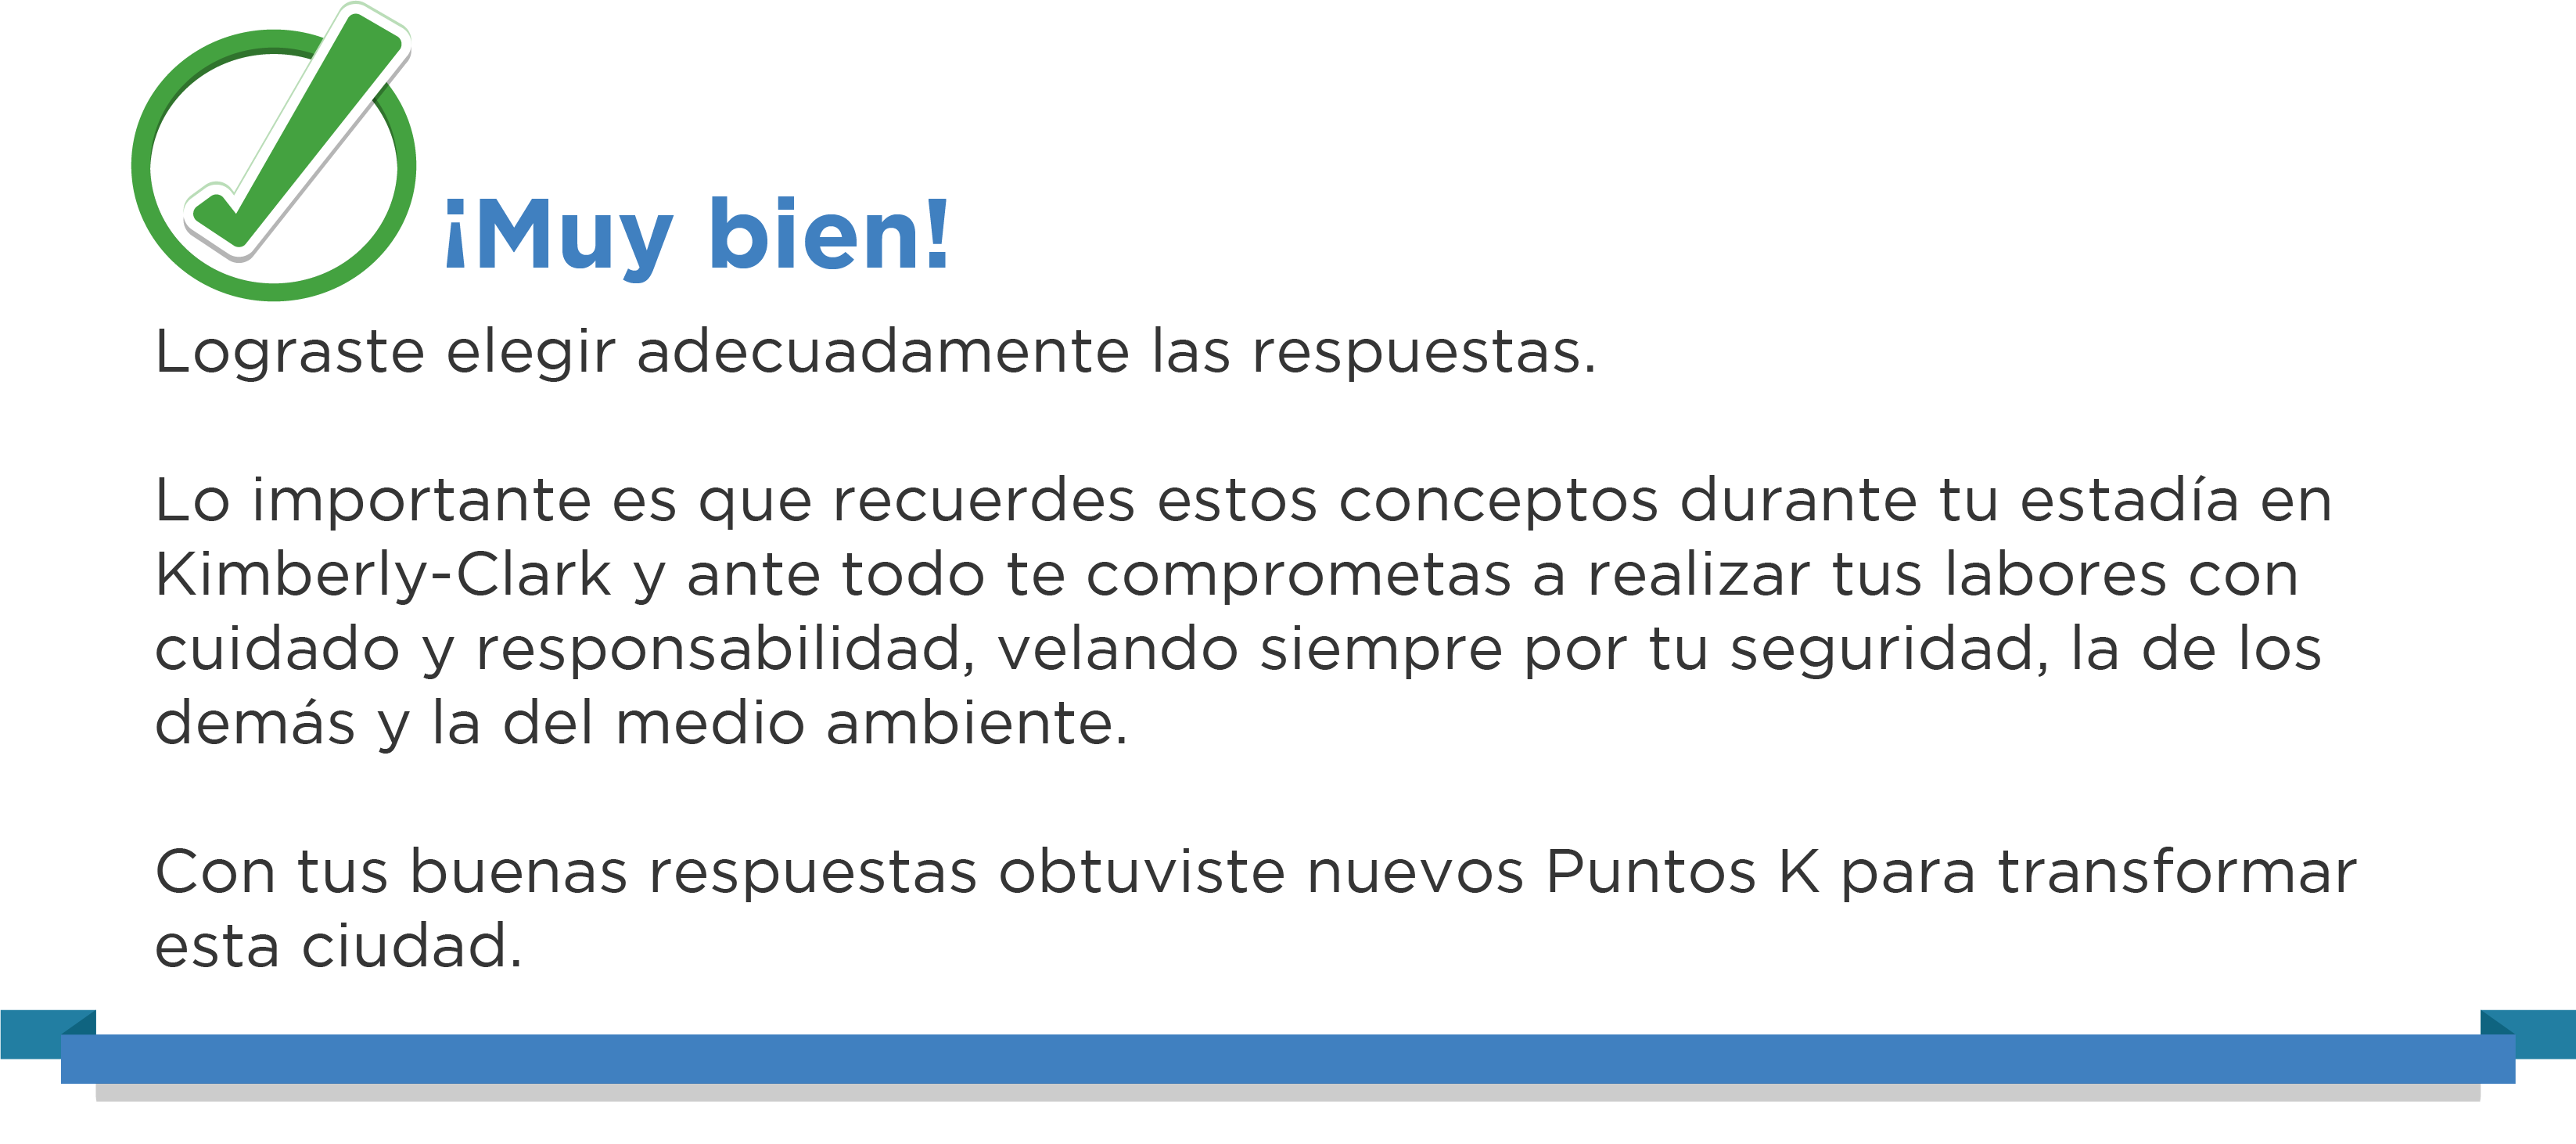 ¡Muy bien!
Lograste elegir adecuadamente las respuestas.
Lo importante es que recuerdes estos conceptos durante tu estadía en
Kimberly-Clark y ante todo te comprometas a realizar tus labores con
cuidado y responsabilidad, velando siempre por tu seguridad, la de los
demás y la del medio ambiente.
Con tus buenas respuestas obtuviste nuevos Puntos K para transformar
esta ciudad.